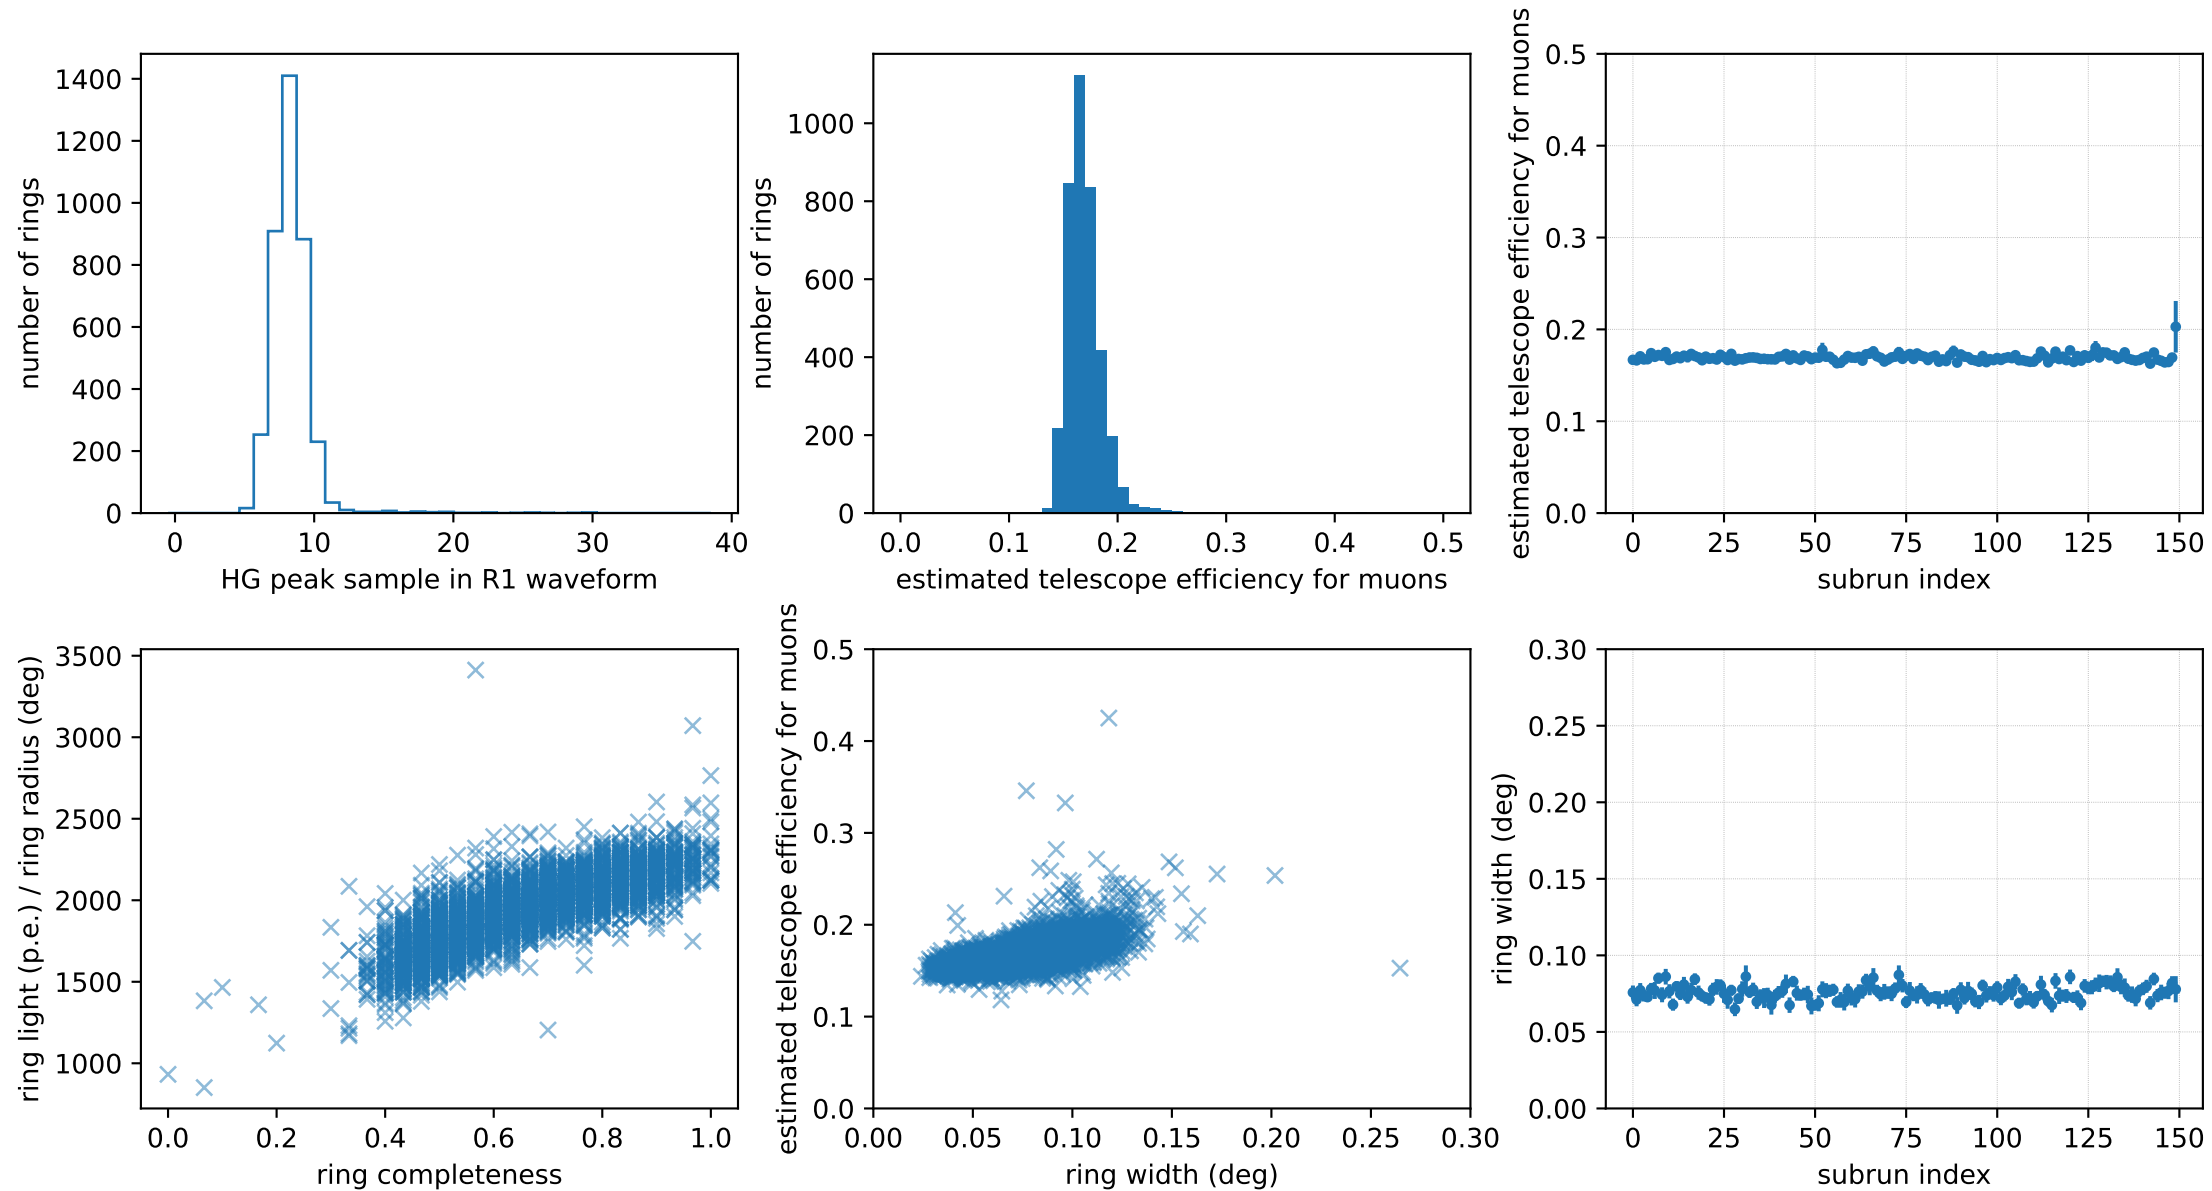 number of rings
1400
1200
1000
800
600
400
200
0
0 10 20 30 40
HG peak sample in R1 waveform
number of rings
1000
800
600
400
200
0
0.0 0.1 0.2 0.3 0.4 0.5
estimated telescope efficiency for muons
estimated telescope efficiency for muons
0.5
0.4
0.3
0.2
0.1
0.0
0 25 50 75 100 125 150
subrun index
ring light (p.e.) / ring radius (deg)
3500
3000
2500
2000
1500
1000
0.0 0.2 0.4 0.6 0.8 1.0
ring completeness
estimated telescope efficiency for muons
0.5
0.4
0.3
0.2
0.1
0.0
0.00 0.05 0.10 0.15 0.20 0.25 0.30
ring width (deg)
ring width (deg)
0.30
0.25
0.20
0.15
0.10
0.05
0.00
0 25 50 75 100 125 150
subrun index